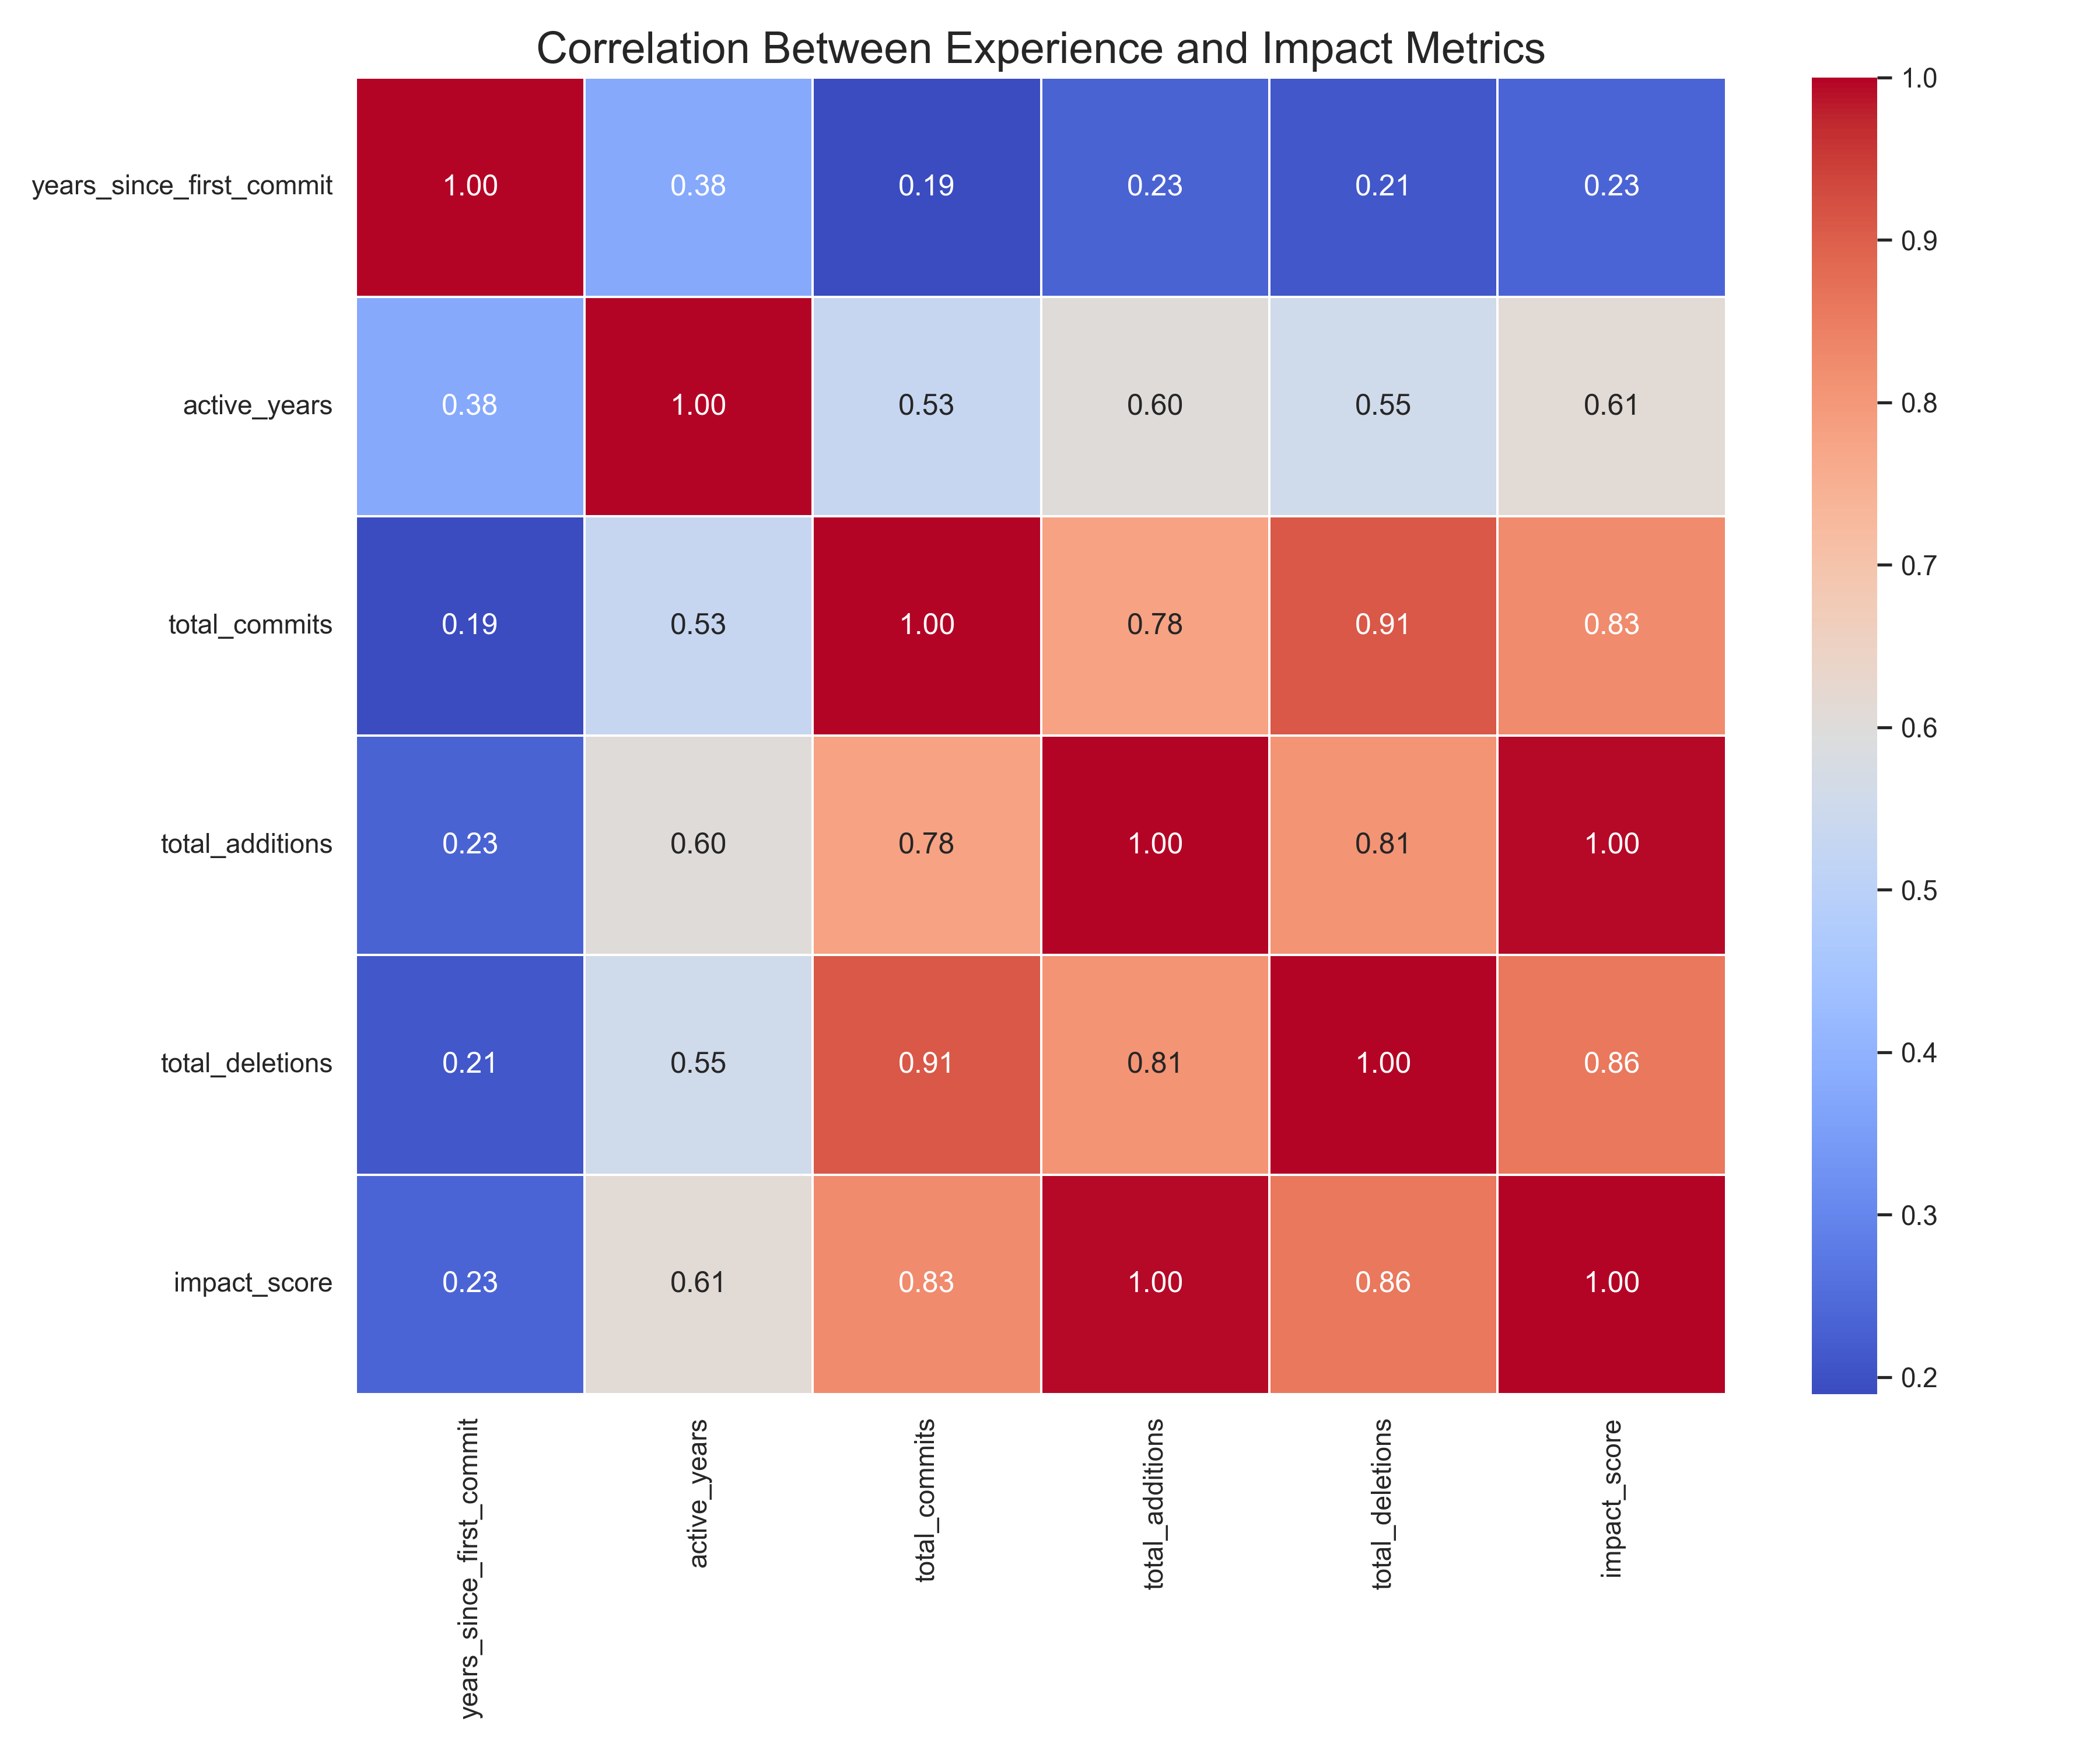 Correlation Between Experience and Impact Metrics
years_since_first_commit 1.00 0.38 0.19 0.23 0.21 0.23
active_years 0.38 1.00 0.53 0.60 0.55 0.61
total_commits 0.19 0.53 1.00 0.78 0.91 0.83
total_additions 0.23 0.60 0.78 1.00 0.81 1.00
total_deletions 0.21 0.55 0.91 0.81 1.00 0.86
impact_score 0.23 0.61 0.83 1.00 0.86 1.00
years_since_first_commit
active_years
total_commits
total_additions
total_deletions
impact_score
1.0
0.9
0.8
0.7
0.6
0.5
0.4
0.3
0.2